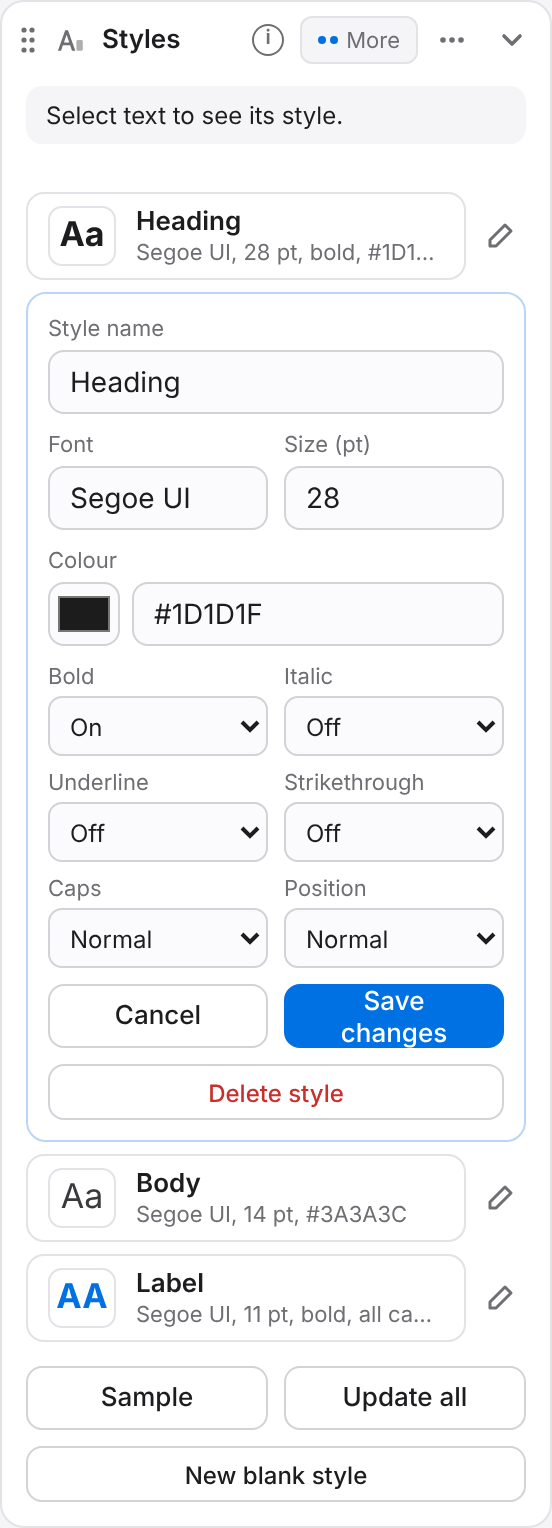 Styles
More
Select text to see its style.
Aa
Heading
Segoe UI, 28 pt, bold, #1D1...
Style name
Heading
Font
Size (pt)
Segoe UI
28
Colour
#1D1D1F
Bold
Italic
On
Off
Underline
Strikethrough
Off
Off
Caps
Position
Normal
Normal
Cancel
Save
changes
Delete style
Aa
Body
Segoe UI, 14 pt, #3A3A3C
AA
Label
Segoe UI, 11 pt, bold, all ca...
Sample
Update all
New blank style